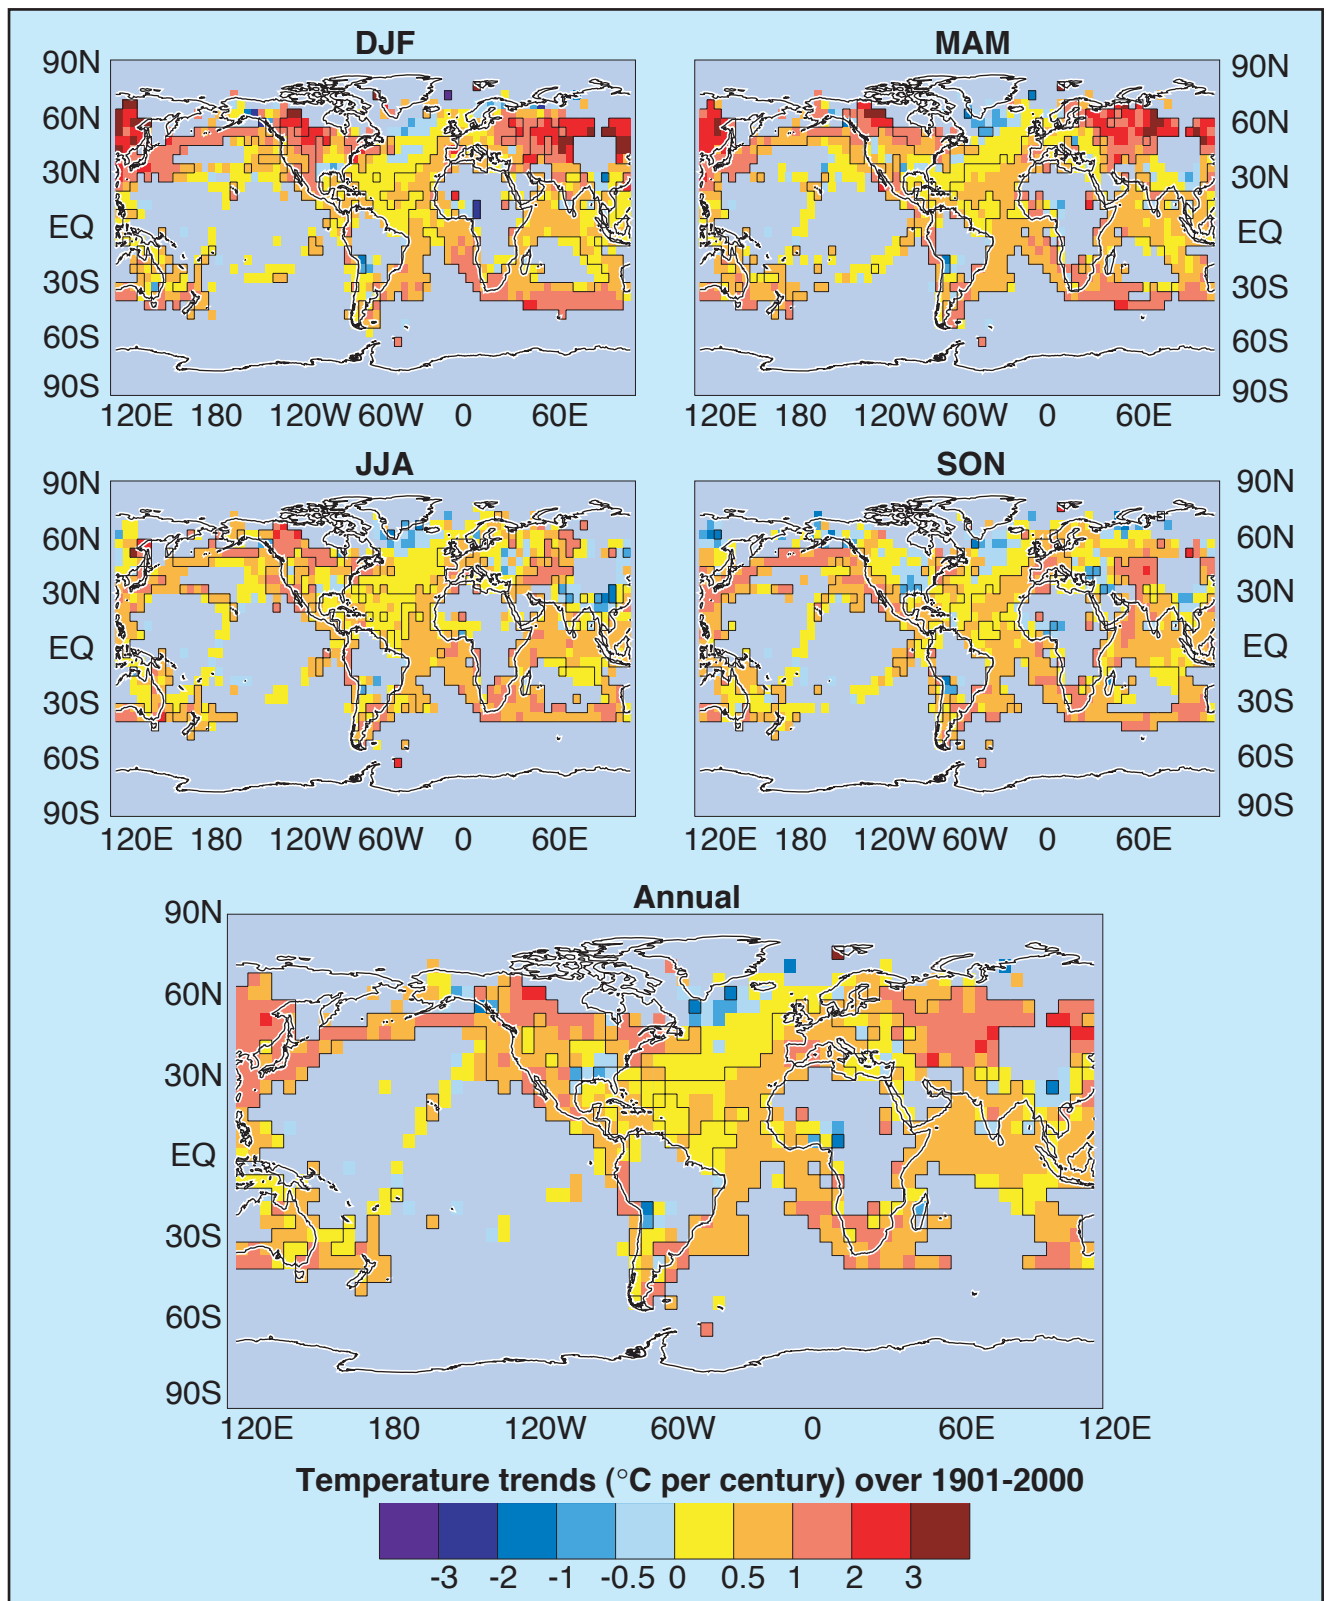 DJF MAM
90N 90N
60N 60N
30N 30N
EQ EQ
30S 30S
60S 60S
90S 90S
120E 180 120W 60W 0 60E 120E 180 120W 60W 0 60E
JJA SON
90N 90N
60N 60N
30N 30N
EQ EQ
30S 30S
60S 60S
90S 90S
120E 180 120W 60W 0 60E 120E 180 120W 60W 0 60E
Annual
90N
60N
30N
EQ
30S
60S
90S
120E 180 120W 60W 0 60E 120E
Temperature trends (°C per century) over 1901-2000
-3 -2 -1 -0.5 0 0.5 1 2 3